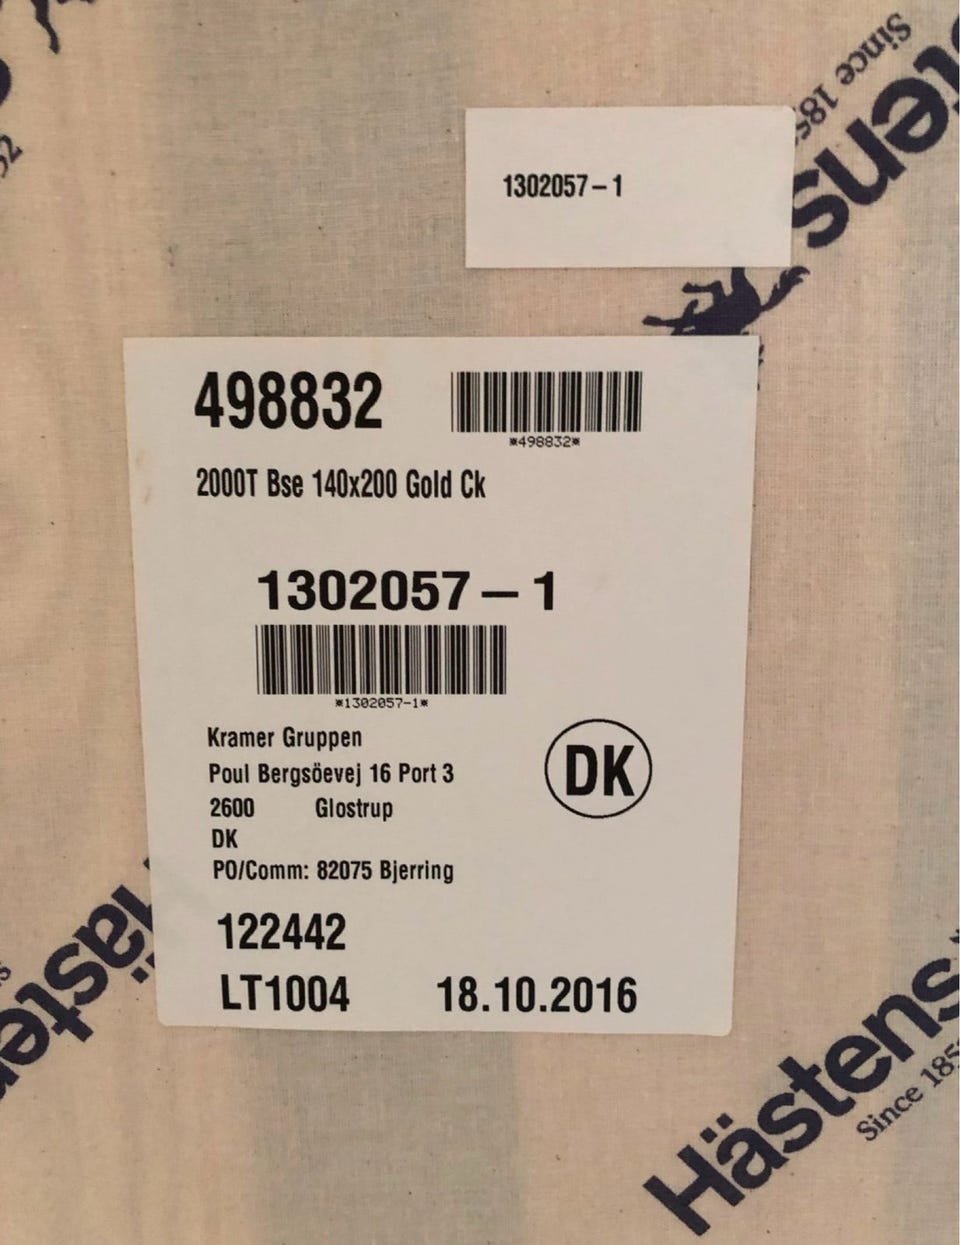 Since 185
tens
52
1302057-1
498832
*498832*
2000T Bse 140x200 Gold Ck
1302057-1
*1302057-1*
Kramer Gruppen
Poul Bergsöevej 16 Port 3
2600 Glostrup
DK
DK
PO/Comm: 82075 Bjerring
122442
LT1004 18.10.2016
Hästens
Hästens
Since 185